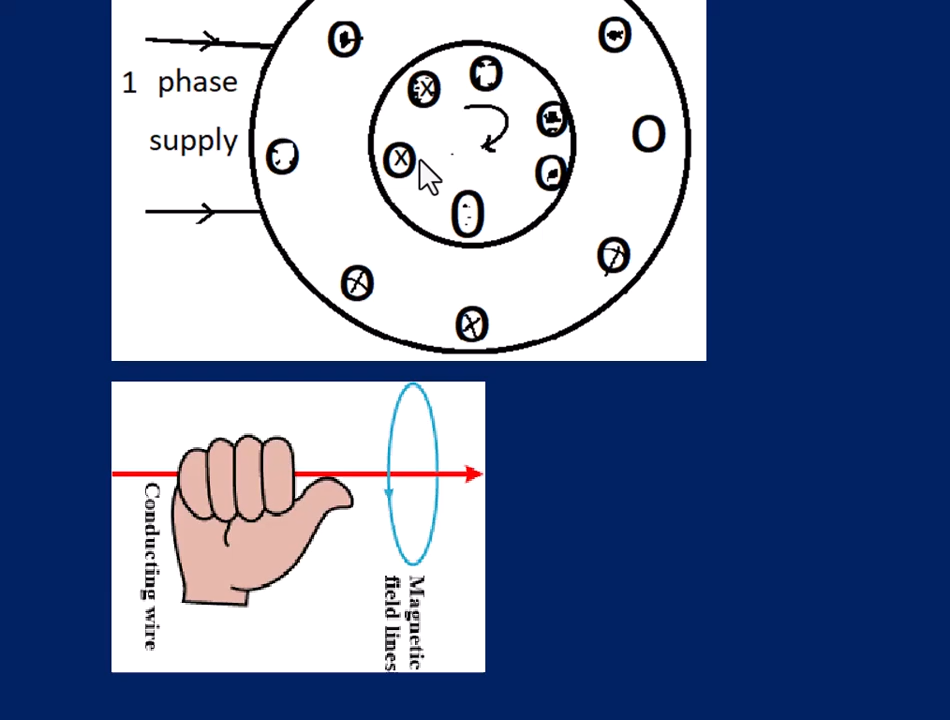 1 phase
supply
Conducting wire
Magnetic
field lines